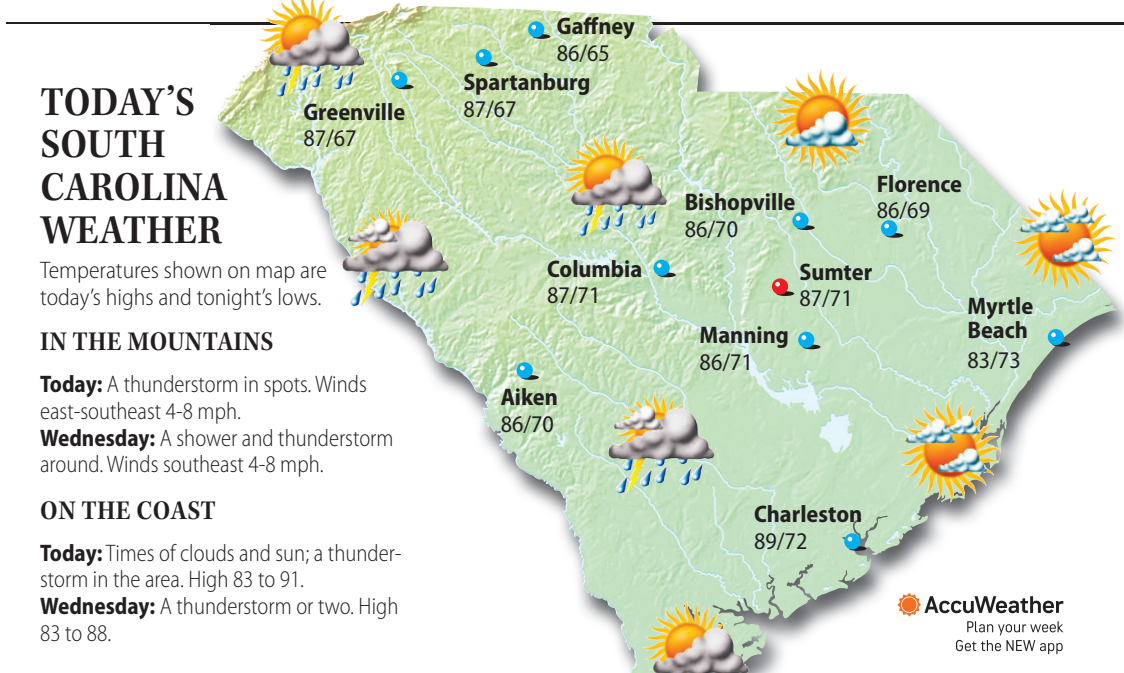 TODAY'S
SOUTH
CAROLINA
WEATHER
Temperatures shown on map are
today's highs and tonight's lows.
IN THE MOUNTAINS
Today: A thunderstorm in spots. Winds
east-southeast 4-8 mph.
Wednesday: A shower and thunderstorm
around. Winds southeast 4-8 mph.
ON THE COAST
Today: Times of clouds and sun; a thunder-
storm in the area. High 83 to 91.
Wednesday: A thunderstorm or two. High
83 to 88.
Gaffney
86/65
Spartanburg
87/67
Greenville
87/67
Bishopville
86/70
Florence
86/69
Columbia
87/71
Sumter
87/71
Myrtle
Beach
83/73
Manning
86/71
Aiken
86/70
Charleston
89/72
AccuWeather
Plan your week
Get the NEW app